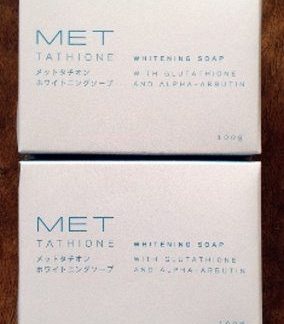 MET
TATHIONE
メットタチオン
ホワイトニングソープ
WHITENING SOAP
WITH GLUTATHIONE
AND ALPHA-ARBUTIN
100g
MET
TATHIONE
メットタチオン
ホワイトニングソープ
WHITENING SOAP
WITH GLUTATHIONE
AND ALPHA-ARBUTIN
100g